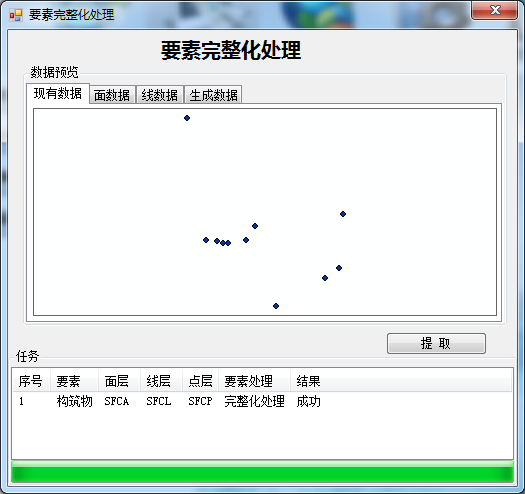 要素完整化处理
要素完整化处理
数据预览
现有数据 面数据 线数据 生成数据
提 取
任务
序号 要素 面层 线层 点层 要素处理 结果
1 构筑物 SFCA SFCL SFCP 完整化处理 成功